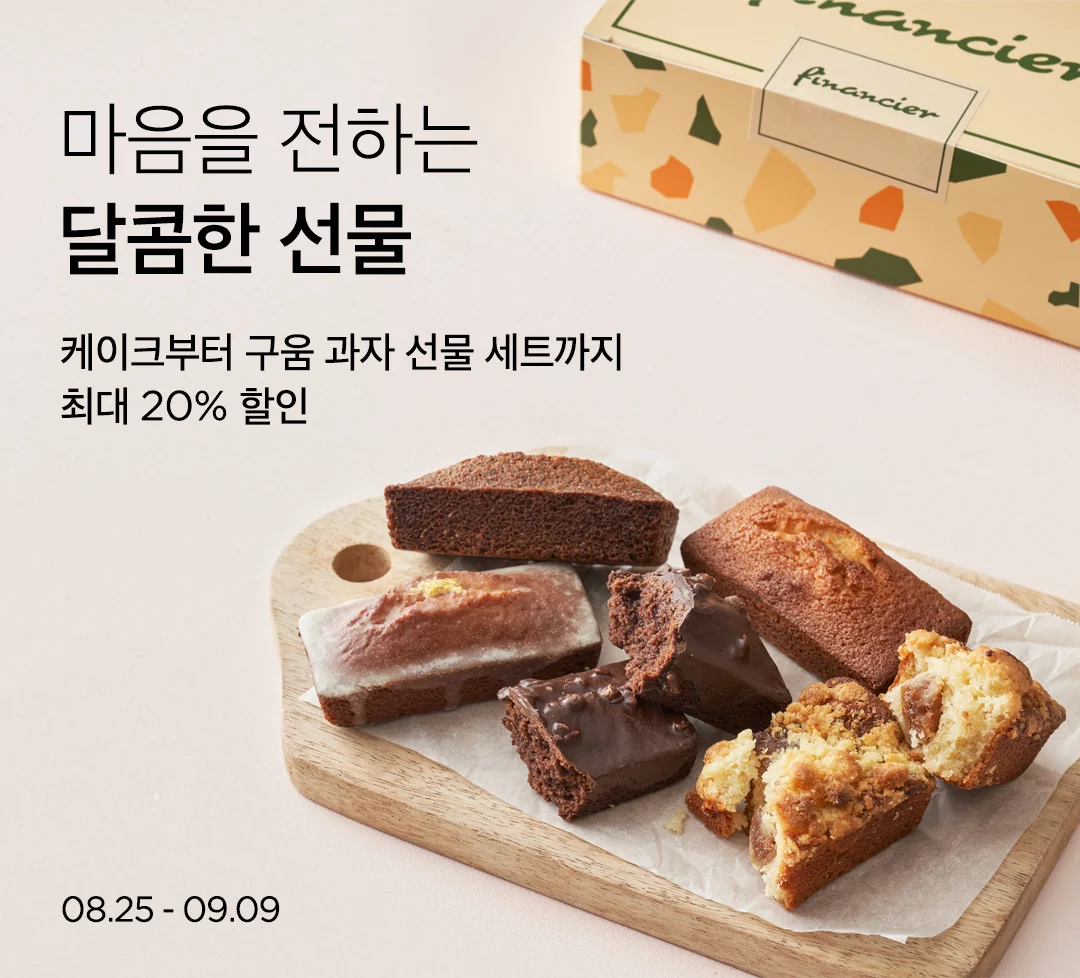 마음을 전하는
달콤한 선물
케이크부터 구움 과자 선물 세트까지
최대 20% 할인
financier
financier
08.25 - 09.09